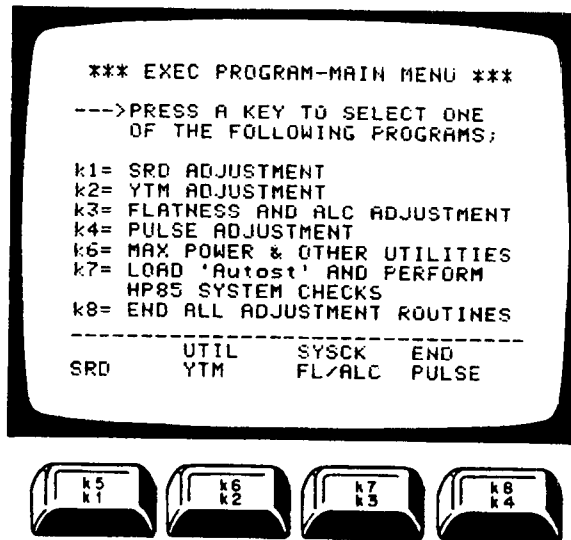 *** EXEC PROGRAM-MAIN MENU ***
--->PRESS A KEY TO SELECT ONE
OF THE FOLLOWING PROGRAMS;
k1= SRD ADJUSTMENT
k2= YTM ADJUSTMENT
k3= FLATNESS AND ALC ADJUSTMENT
k4= PULSE ADJUSTMENT
k6= MAX POWER & OTHER UTILITIES
k7= LOAD 'Autost' AND PERFORM
HP85 SYSTEM CHECKS
k8= END ALL ADJUSTMENT ROUTINES
--------------------------------
UTIL SYSCK END
SRD YTM FL/ALC PULSE
k5 k6 k7 k8
k1 k2 k3 k4